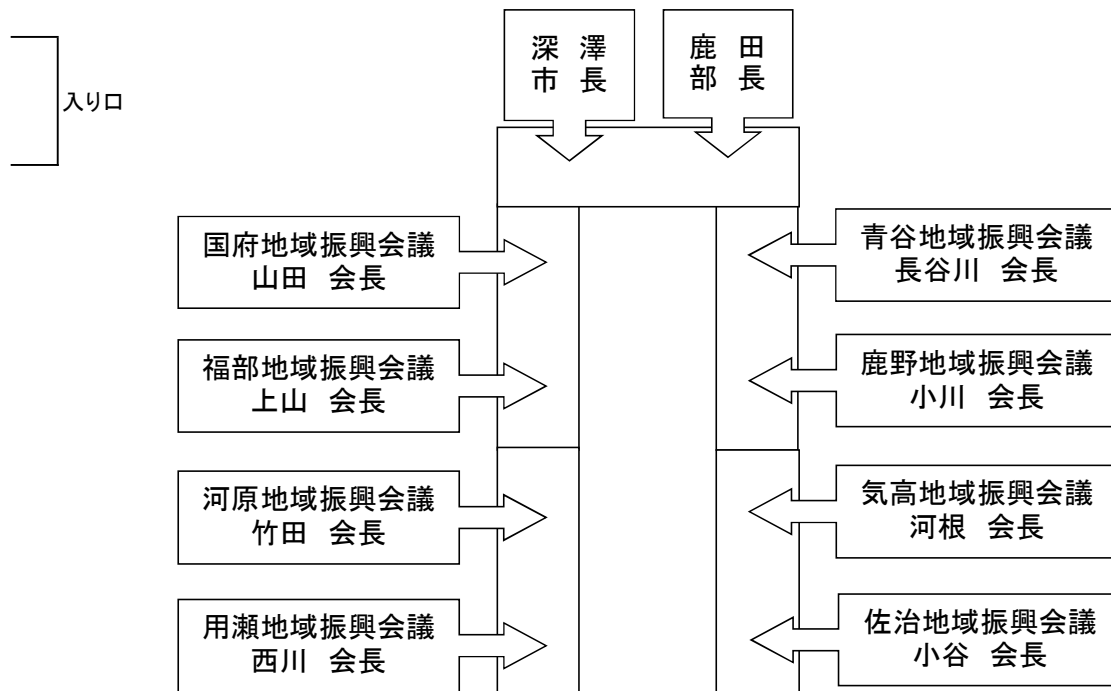 入り口
深　澤
市　長
鹿　田
部　長
国府地域振興会議
山田　会長
青谷地域振興会議
長谷川　会長
福部地域振興会議
上山　会長
鹿野地域振興会議
小川　会長
河原地域振興会議
竹田　会長
気高地域振興会議
河根　会長
用瀬地域振興会議
西川　会長
佐治地域振興会議
小谷　会長